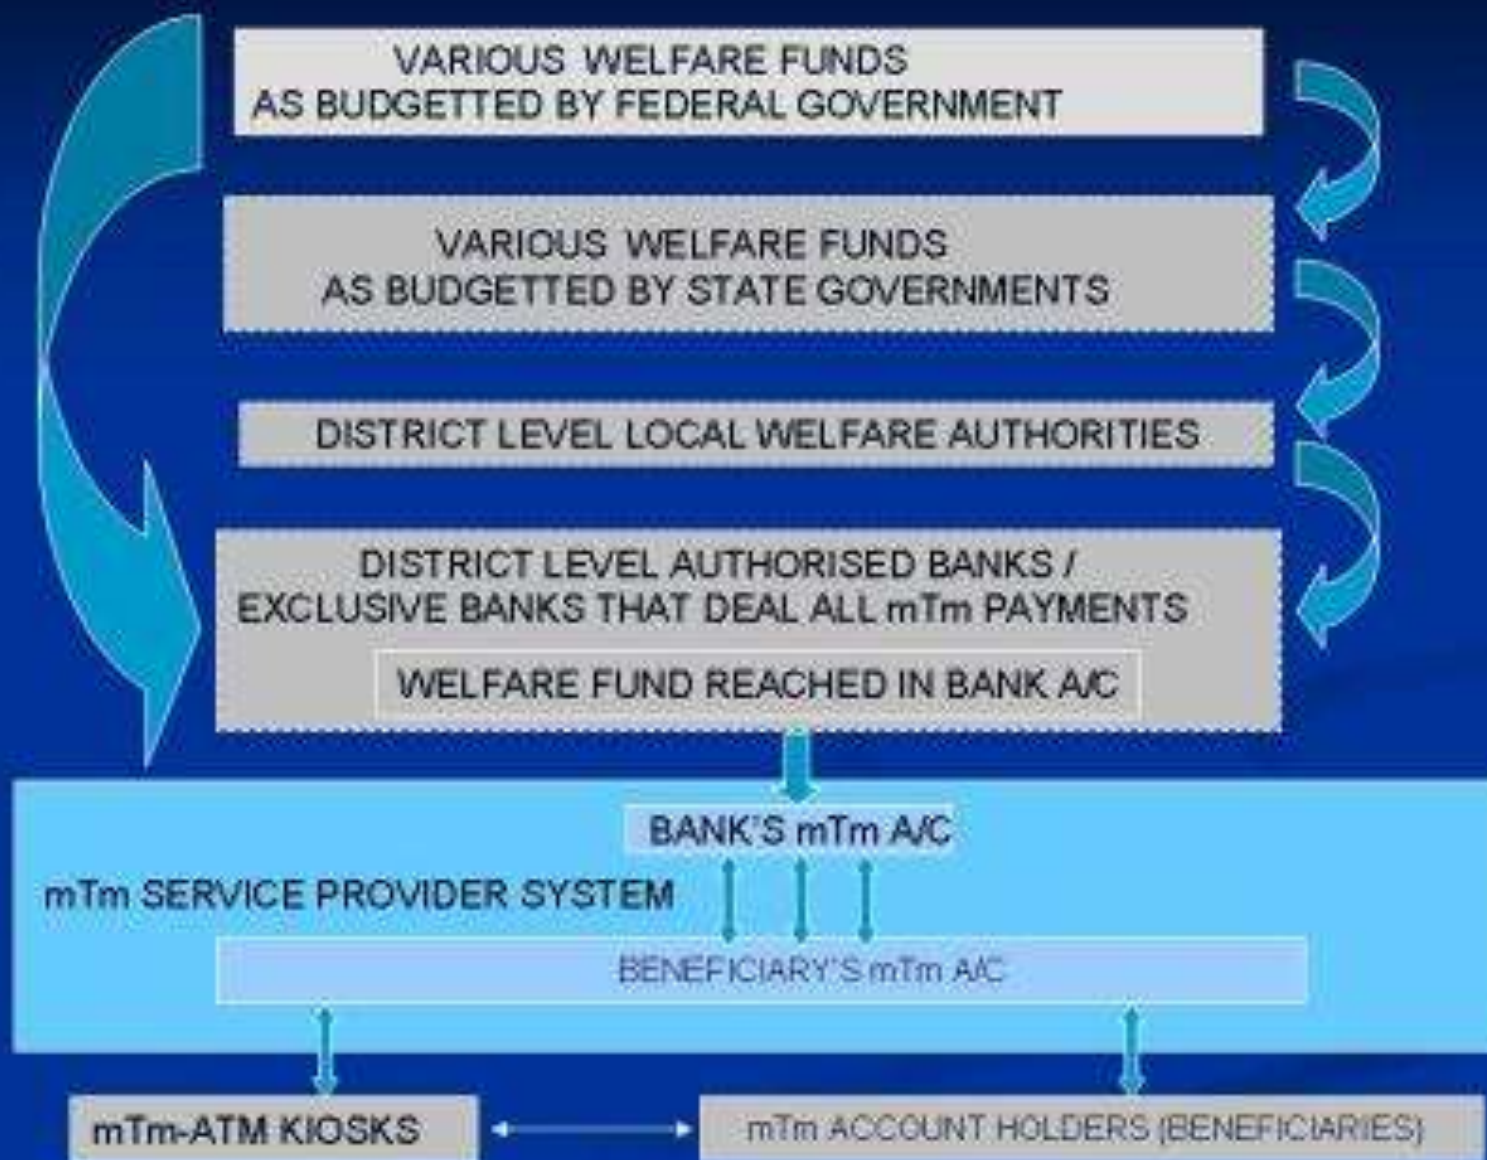 VARIOUS WELFARE FUNDS
AS BUDGETTED BY FEDERAL GOVERNMENT
VARIOUS WELFARE FUNDS
AS BUDGETTED BY STATE GOVERNMENTS
DISTRICT LEVEL LOCAL WELFARE AUTHORITIES
DISTRICT LEVEL AUTHORISED BANKS /
EXCLUSIVE BANKS THAT DEAL ALL mTm PAYMENTS
WELFARE FUND REACHED IN BANK A/C
BANK'S mTm A/C
mTm SERVICE PROVIDER SYSTEM
BENEFICIARY'S mTm A/C
mTm-ATM KIOSKS
mTm ACCOUNT HOLDERS (BENEFICIARIES)